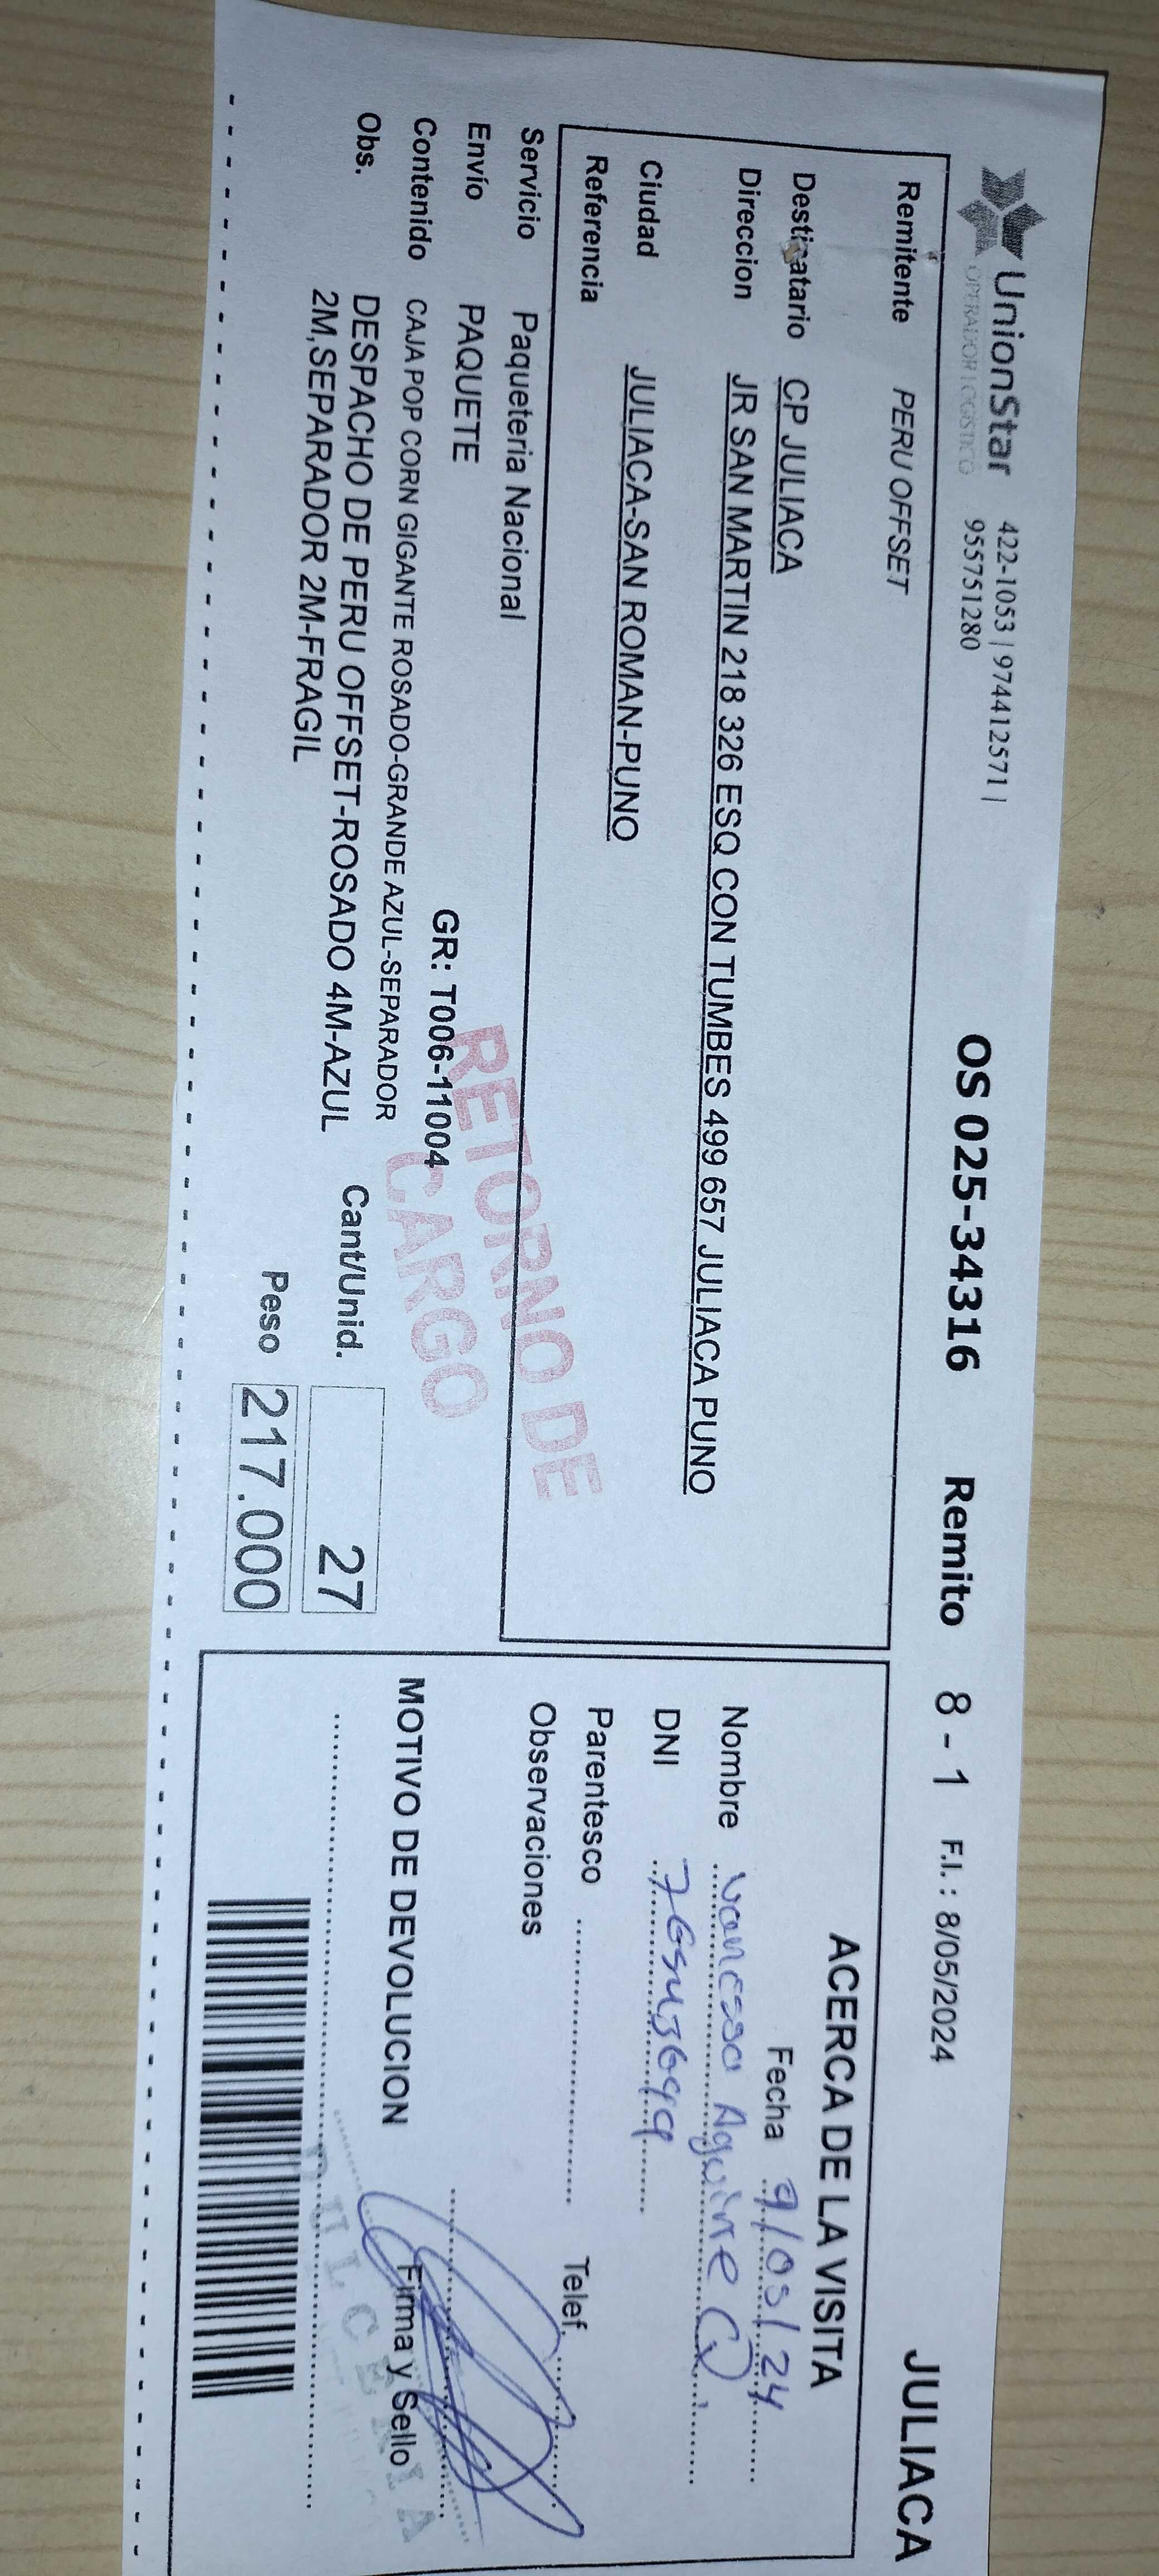 UnionStar
OPERADOR LOGISTICO
422-1053 | 974412571 |
955751280
OS 025-34316 Remito 8 - 1 F.I. : 8/05/2024 JULIACA
Remitente PERU OFFSET
Destinatario CP JULIACA
Direccion JR SAN MARTIN 218 326 ESQ CON TUMBES 499 657 JULIACA PUNO
Ciudad JULIACA-SAN ROMAN-PUNO
Referencia
Servicio Paqueteria Nacional
Envío PAQUETE GR: T006-11004
Contenido CAJA POP CORN GIGANTE ROSADO-GRANDE AZUL-SEPARADOR
Obs. DESPACHO DE PERU OFFSET-ROSADO 4M-AZUL
2M,SEPARADOR 2M-FRAGIL
Cant/Unid. 27
Peso 217.000
RETORNO DE
CARGO
ACERCA DE LA VISITA
Fecha 9/05/24
Nombre Vanessa Aguirre Q.
DNI
Parentesco Telef.
Observaciones
MOTIVO DE DEVOLUCION
Firma y Sello